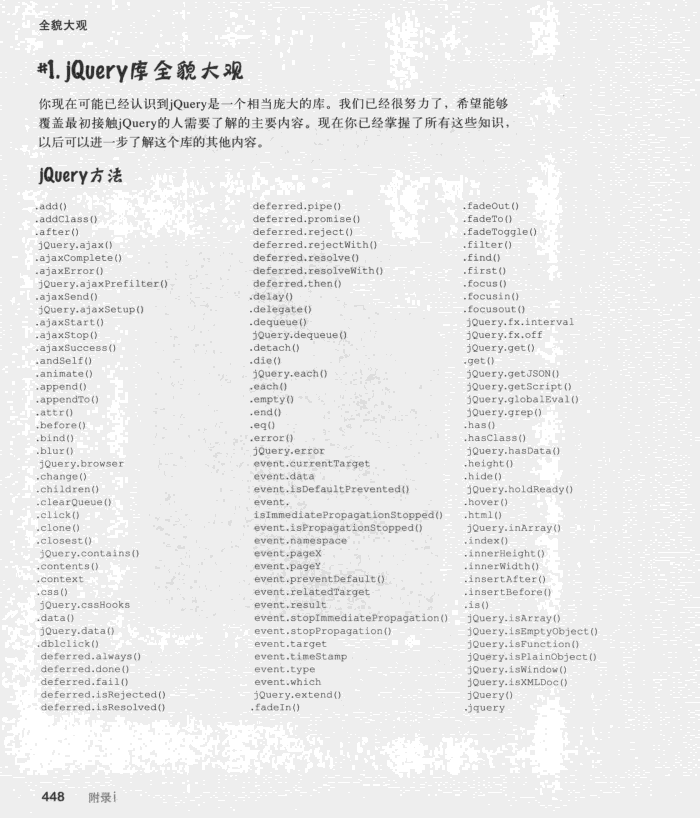 全貌大观
#1. jQuery库全貌大观
你现在可能已经认识到jQuery是一个相当庞大的库。我们已经很努力了，希望能够
覆盖最初接触jQuery的人需要了解的主要内容。现在你已经掌握了所有这些知识，
以后可以进一步了解这个库的其他内容。
jQuery方法
.add()
.addClass()
.after()
jQuery.ajax()
.ajaxComplete()
.ajaxError()
jQuery.ajaxPrefilter()
.ajaxSend()
jQuery.ajaxSetup()
.ajaxStart()
.ajaxStop()
.ajaxSuccess()
.andSelf()
.animate()
.append()
.appendTo()
.attr()
.before()
.bind()
.blur()
jQuery.browser
.change()
.children()
.clearQueue()
.click()
.clone()
.closest()
jQuery.contains()
.contents()
.context
.css()
jQuery.cssHooks
.data()
jQuery.data()
.dblclick()
deferred.always()
deferred.done()
deferred.fail()
deferred.isRejected()
deferred.isResolved()
deferred.pipe()
deferred.promise()
deferred.reject()
deferred.rejectWith()
deferred.resolve()
deferred.resolveWith()
deferred.then()
.delay()
.delegate()
.dequeue()
jQuery.dequeue()
.detach()
.die()
jQuery.each()
.each()
.empty()
.end()
.eq()
.error()
jQuery.error
event.currentTarget
event.data
event.isDefaultPrevented()
event.
isImmediatePropagationStopped()
event.isPropagationStopped()
event.namespace
event.pageX
event.pageY
event.preventDefault()
event.relatedTarget
event.result
event.stopImmediatePropagation()
event.stopPropagation()
event.target
event.timeStamp
event.type
event.which
jQuery.extend()
.fadeIn()
.fadeOut()
.fadeTo()
.fadeToggle()
.filter()
.find()
.first()
.focus()
.focusin()
.focusout()
jQuery.fx.interval
jQuery.fx.off
jQuery.get()
.get()
jQuery.getJSON()
jQuery.getScript()
jQuery.globalEval()
jQuery.grep()
.has()
.hasClass()
jQuery.hasData()
.height()
.hide()
jQuery.holdReady()
.hover()
.html()
jQuery.inArray()
.index()
.innerHeight()
.innerWidth()
.insertAfter()
.insertBefore()
.is()
jQuery.isArray()
jQuery.isEmptyObject()
jQuery.isFunction()
jQuery.isPlainObject()
jQuery.isWindow()
jQuery.isXMLDoc()
jQuery()
.jquery
448 附录i